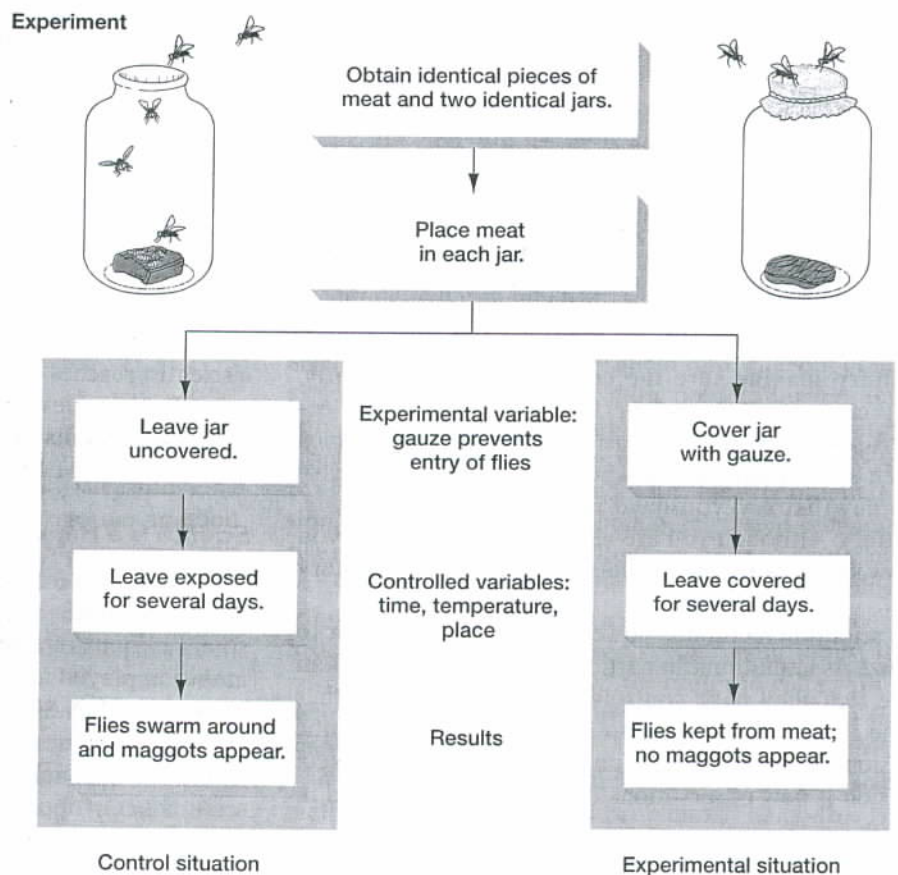 Experiment
Obtain identical pieces of
meat and two identical jars.
Place meat
in each jar.
Leave jar
uncovered.
Experimental variable:
gauze prevents
entry of flies
Cover jar
with gauze.
Leave exposed
for several days.
Controlled variables:
time, temperature,
place
Leave covered
for several days.
Flies swarm around
and maggots appear.
Results
Flies kept from meat;
no maggots appear.
Control situation
Experimental situation